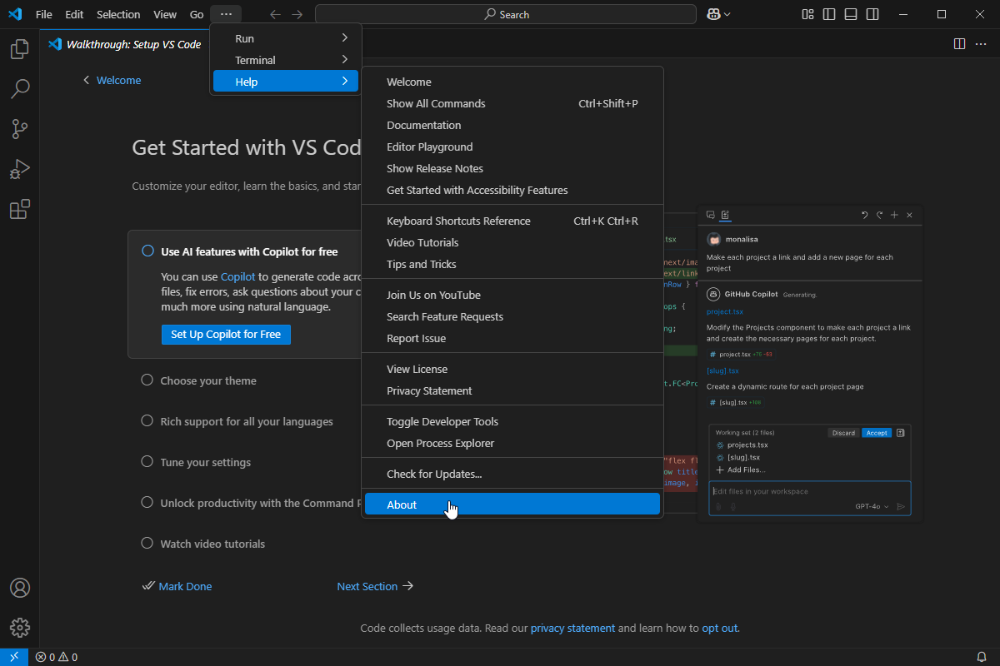 File Edit Selection View Go ··· Search
Walkthrough: Setup VS Code
Run
Terminal
Help
Welcome
Welcome
Show All Commands Ctrl+Shift+P
Documentation
Editor Playground
Show Release Notes
Get Started with Accessibility Features
Keyboard Shortcuts Reference Ctrl+K Ctrl+R
Video Tutorials
Tips and Tricks
Join Us on YouTube
Search Feature Requests
Report Issue
View License
Privacy Statement
Toggle Developer Tools
Open Process Explorer
Check for Updates...
About
Get Started with VS Cod
Customize your editor, learn the basics, and star
Use AI features with Copilot for free
You can use Copilot to generate code acro
files, fix errors, ask questions about your c
much more using natural language.
Set Up Copilot for Free
Choose your theme
Rich support for all your languages
Tune your settings
Unlock productivity with the Command P
Watch video tutorials
Mark Done Next Section
tsx
next/ima
ext/link
nRow } f
ops {
ng;
t.FC<Pro
"flex fl
ow title
image, i
monalisa
Make each project a link and add a new page for each
project
GitHub Copilot Generating.
project.tsx
Modify the Projects component to make each project a link
and create the necessary pages for each project.
# project.tsx
[slug].tsx
Create a dynamic route for each project page
# [slug].tsx +108
Working set (2 files) Discard Accept
projects.tsx
[slug].tsx
Add Files...
Edit files in your workspace
GPT-4o
Code collects usage data. Read our privacy statement and learn how to opt out.
0 0